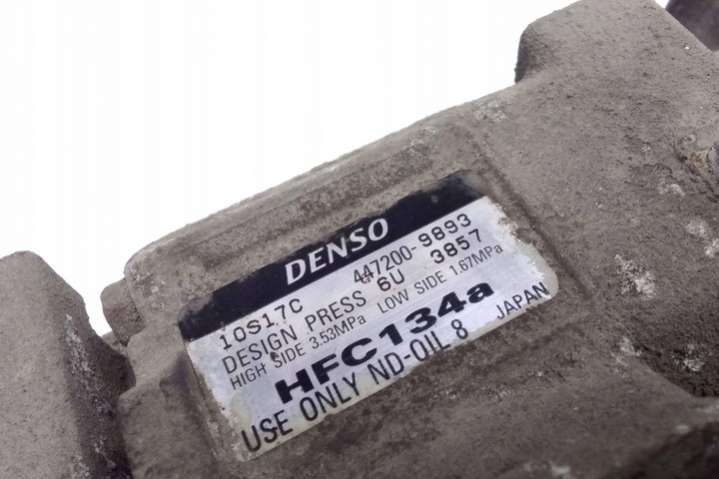 DENSO
10S17C 447200-9893
DESIGN PRESS 6U 3857
HIGH SIDE 3.53MPa LOW SIDE 1.67MPa
HFC134a
USE ONLY ND-OIL 8 JAPAN